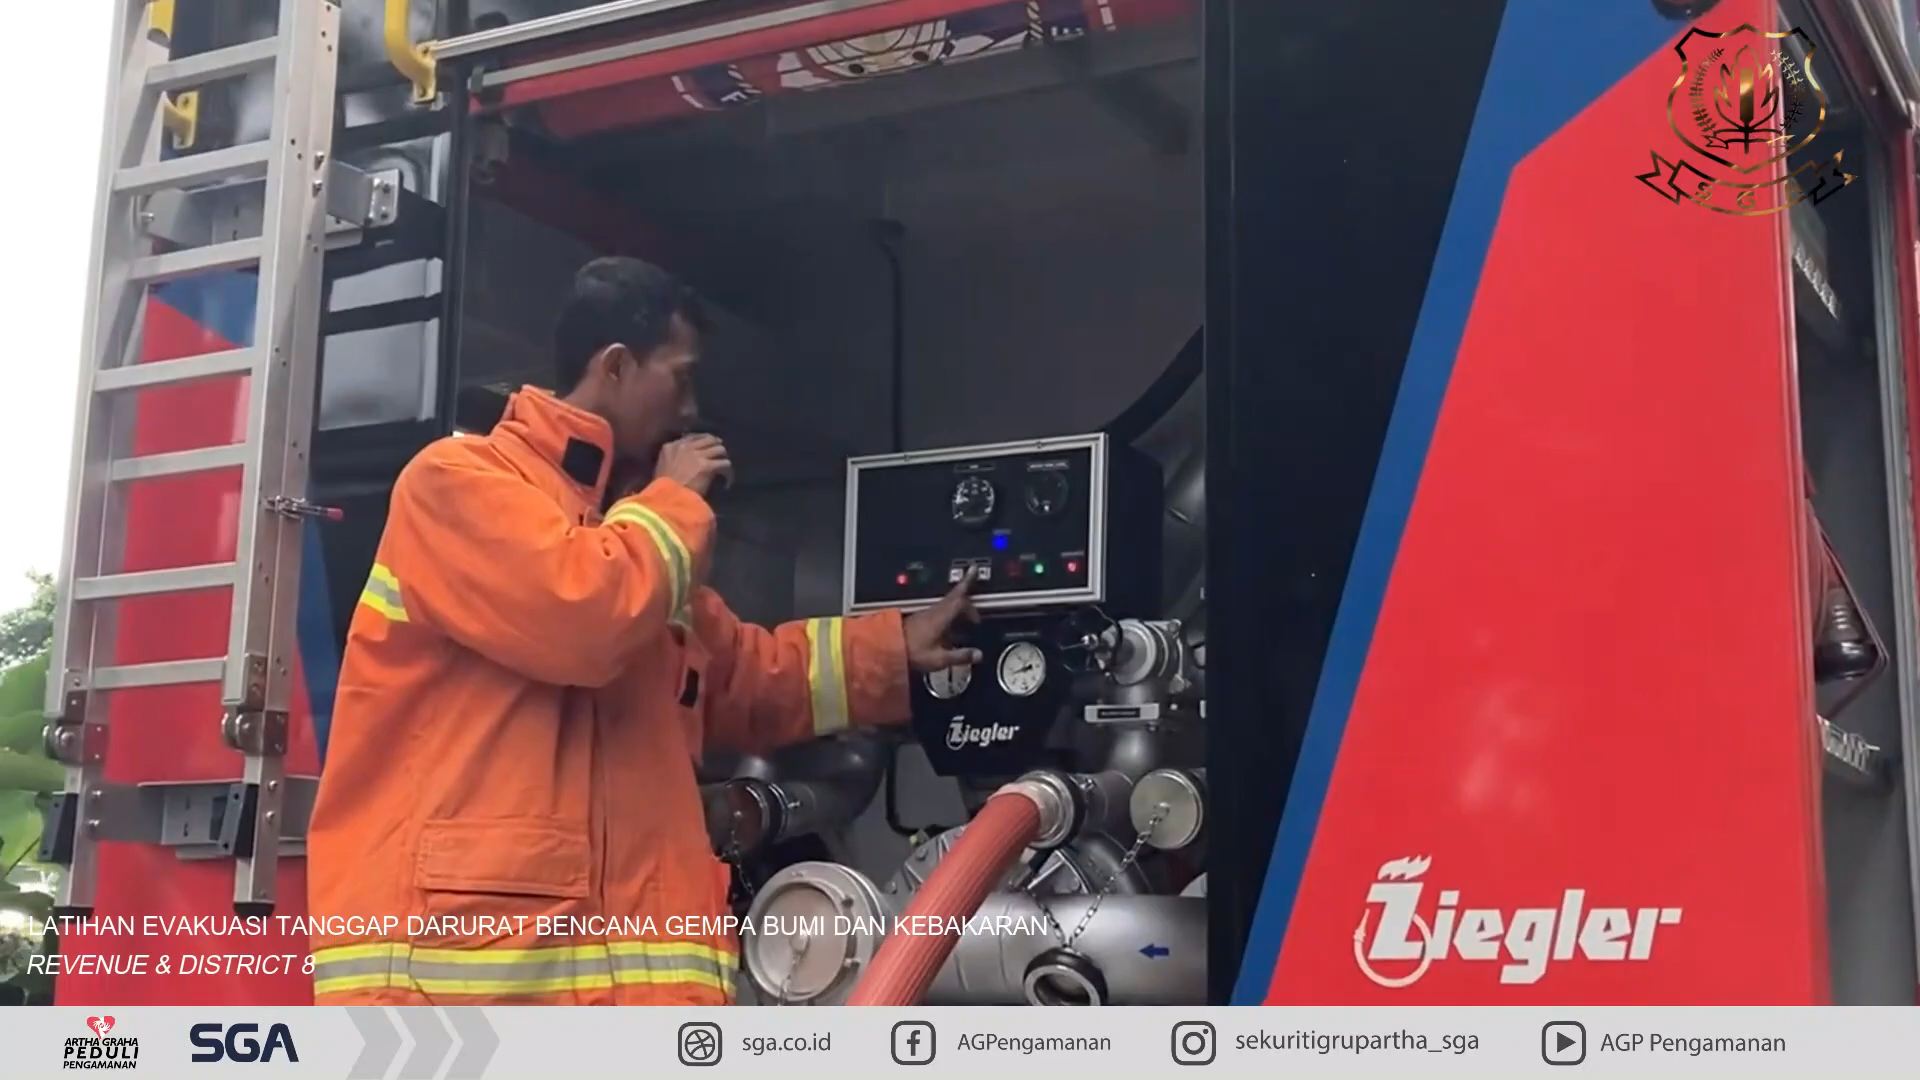 S G A
Ziegler
Ziegler
LATIHAN EVAKUASI TANGGAP DARURAT BENCANA GEMPA BUMI DAN KEBAKARAN
REVENUE & DISTRICT 8
ARTHA GRAHA
PEDULI
PENGAMANAN
SGA
sga.co.id
AGPengamanan
sekuritigrupartha_sga
AGP Pengamanan